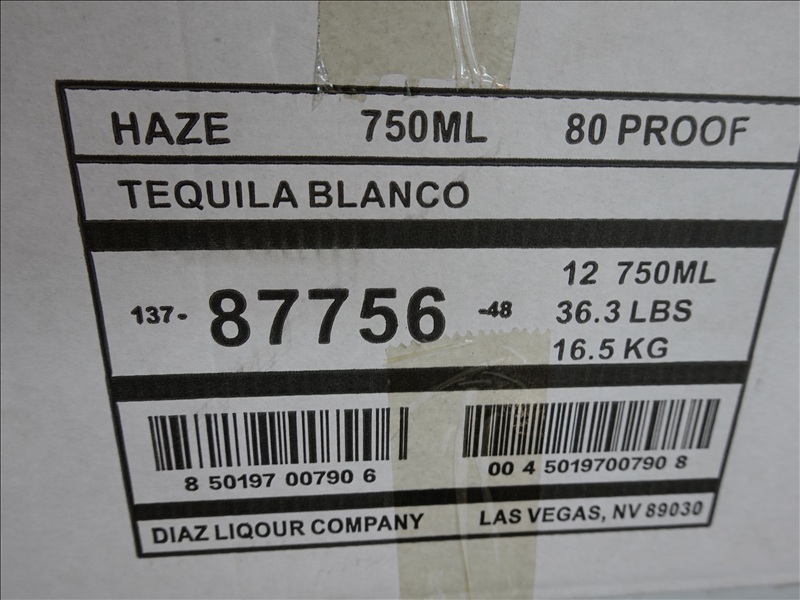 HAZE 750ML 80 PROOF
TEQUILA BLANCO
12 750ML
137- 87756 -48 36.3 LBS
16.5 KG
8 50197 00790 6 00 4 5019700790 8
DIAZ LIQOUR COMPANY LAS VEGAS, NV 89030